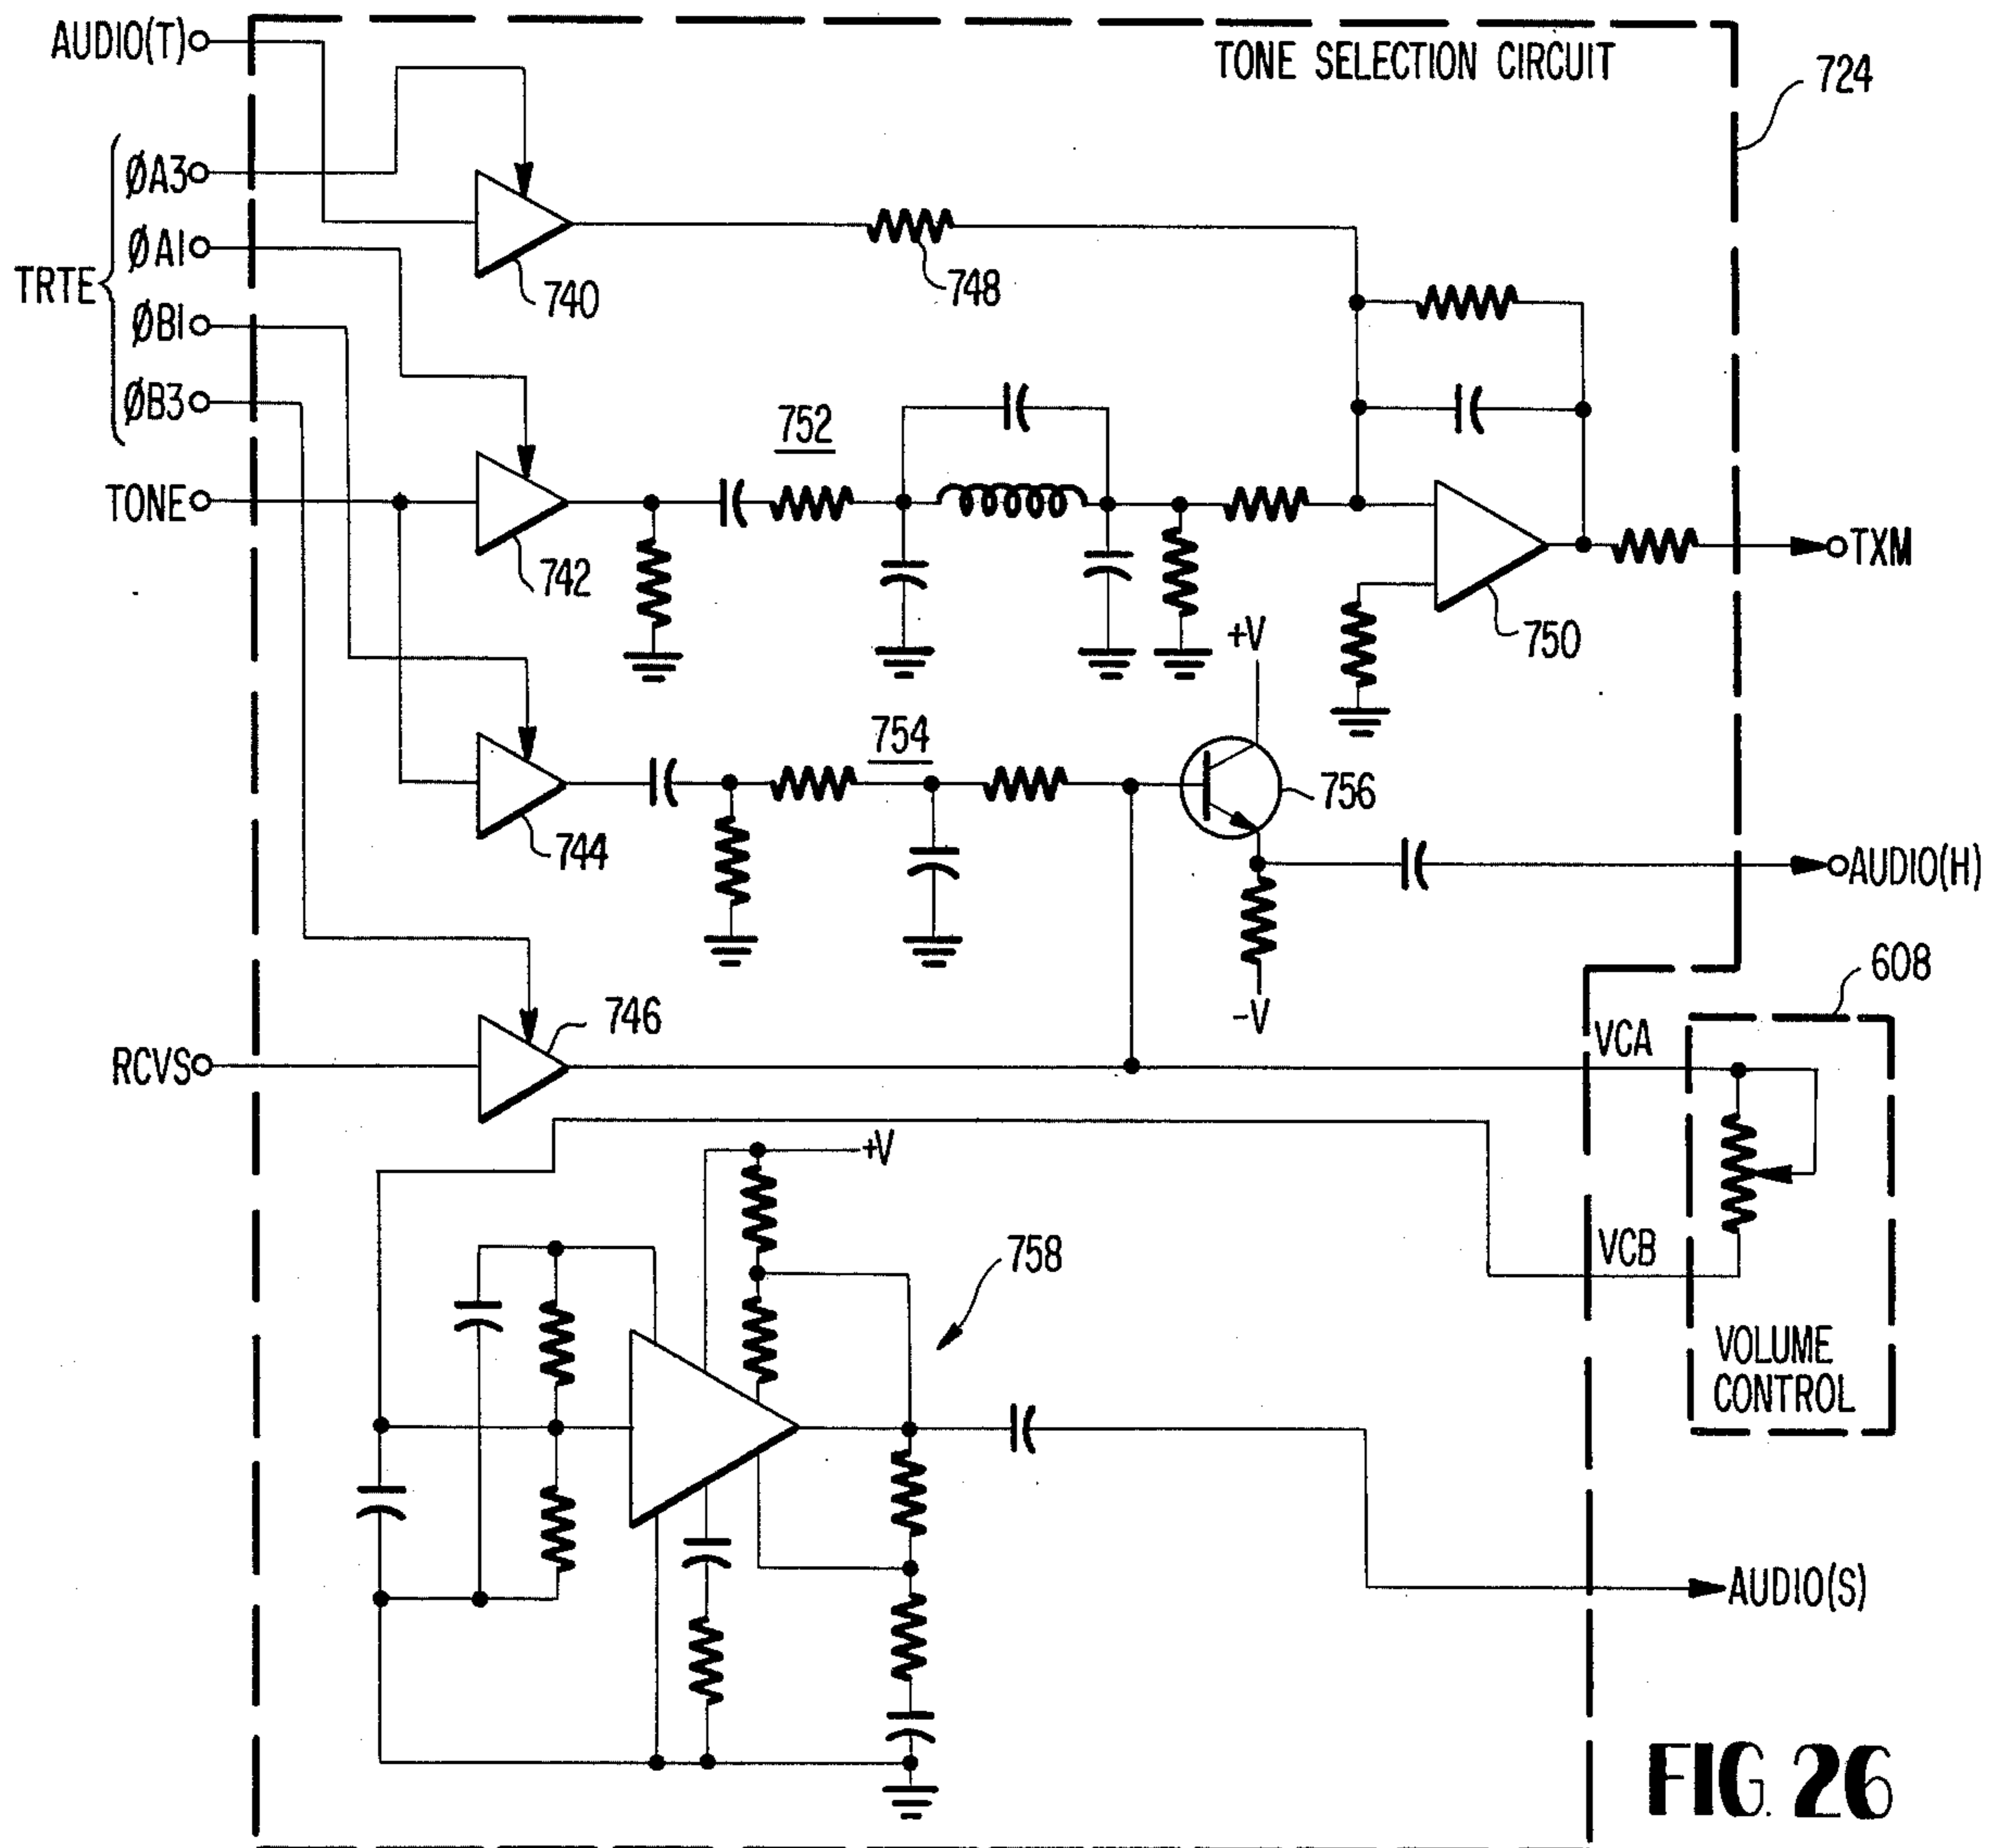 AUDIO(T)
TONE SELECTION CIRCUIT
724
ØA3
ØA1
TRTE
ØB1
ØB3
740
748
752
TONE
742
TXM
750
+V
754
756
744
AUDIO(H)
-V
608
746
VCA
RCVS
+V
758
VCB
VOLUME
CONTROL
AUDIO(S)
FIG. 26